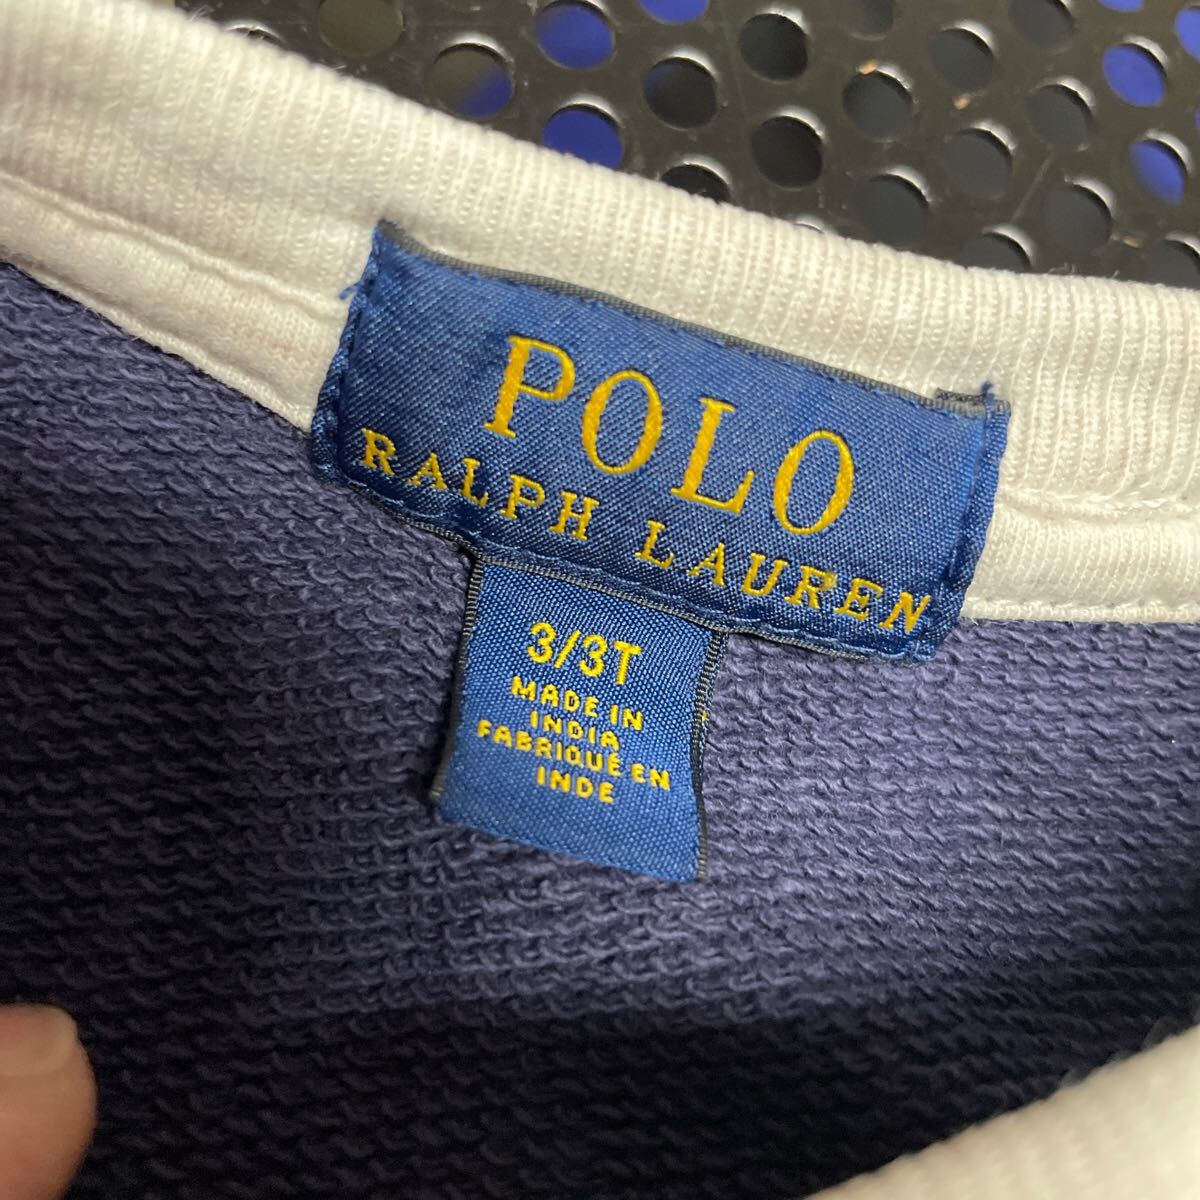 POLO
RALPH LAUREN
3/3T
MADE IN
INDIA
FABRIQUÉ EN
INDE